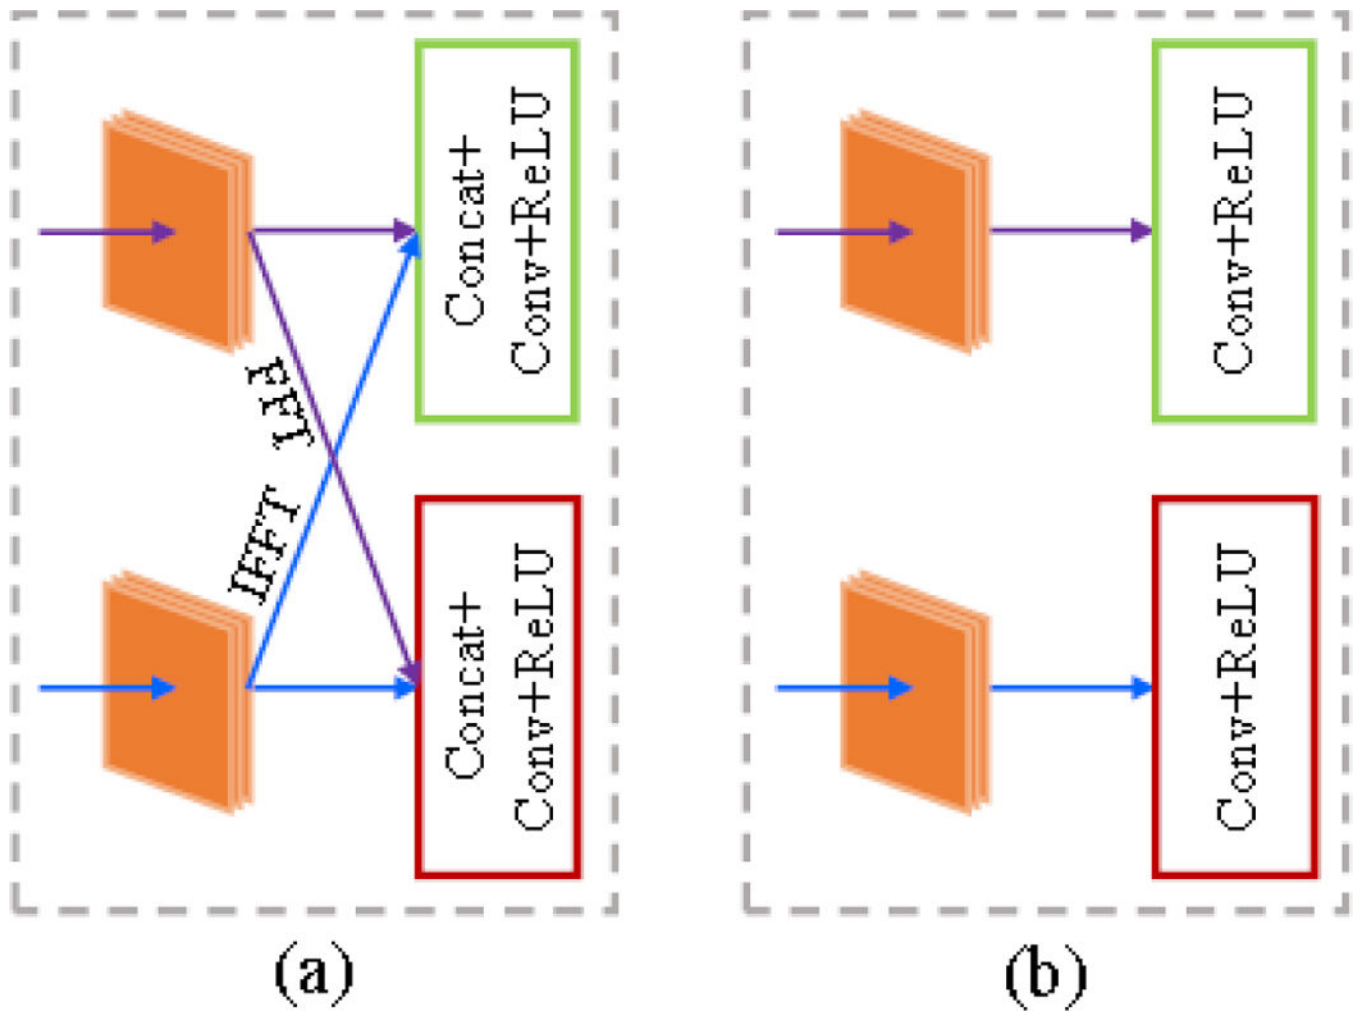 Concat+
Conv+ReLU
FFT
IFFT
Concat+
Conv+ReLU
(a)
Conv+ReLU
Conv+ReLU
(b)